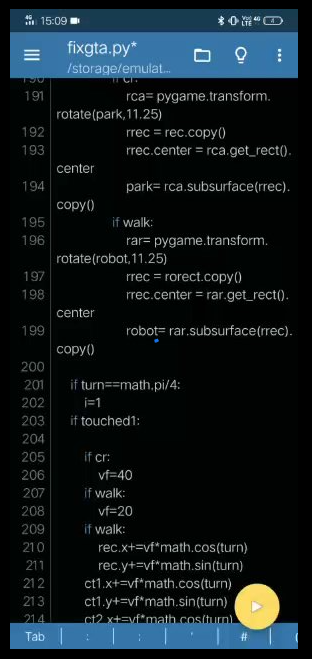 15:09
fixgta.py*
/storage/emulat...
190 if cr:
191 rca= pygame.transform.
rotate(park,11.25)
192 rrec = rec.copy()
193 rrec.center = rca.get_rect().
center
194 park= rca.subsurface(rrec).
copy()
195 if walk:
196 rar= pygame.transform.
rotate(robot,11.25)
197 rrec = rorect.copy()
198 rrec.center = rar.get_rect().
center
199 robot= rar.subsurface(rrec).
copy()
200
201 if turn==math.pi/4:
202 i=1
203 if touched1:
204
205 if cr:
206 vf=40
207 if walk:
208 vf=20
209 if walk:
210 rec.x+=vf*math.cos(turn)
211 rec.y+=vf*math.sin(turn)
212 ct1.x+=vf*math.cos(turn)
213 ct1.y+=vf*math.sin(turn)
214 ct2.x+=vf*math.cos(turn)
Tab : ; ' # (